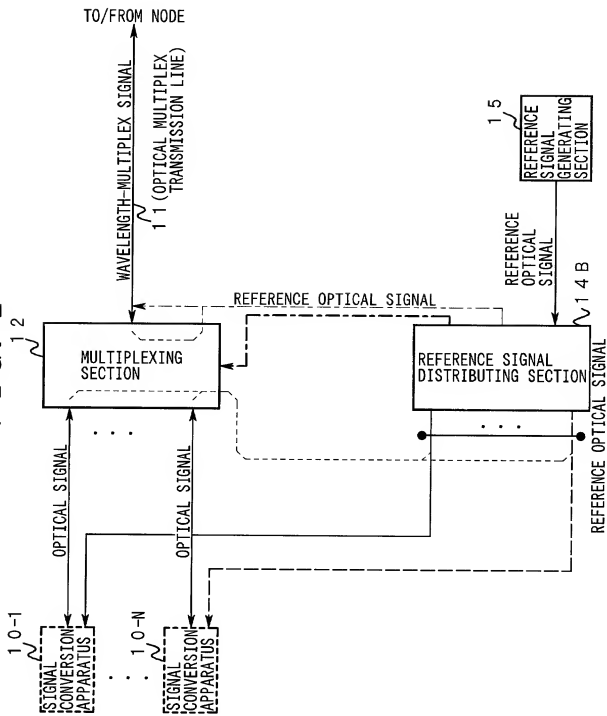 TO/FROM NODE
WAVELENGTH-MULTIPLEX SIGNAL
11 (OPTICAL MULTIPLEX
TRANSMISSION LINE)
12
MULTIPLEXING
SECTION
REFERENCE OPTICAL SIGNAL
15
REFERENCE
SIGNAL
GENERATING
SECTION
REFERENCE
OPTICAL
SIGNAL
14B
REFERENCE SIGNAL
DISTRIBUTING SECTION
. . .
REFERENCE OPTICAL SIGNAL
OPTICAL SIGNAL
. . .
OPTICAL SIGNAL
10-1
SIGNAL
CONVERSION
APPARATUS
. . .
10-N
SIGNAL
CONVERSION
APPARATUS